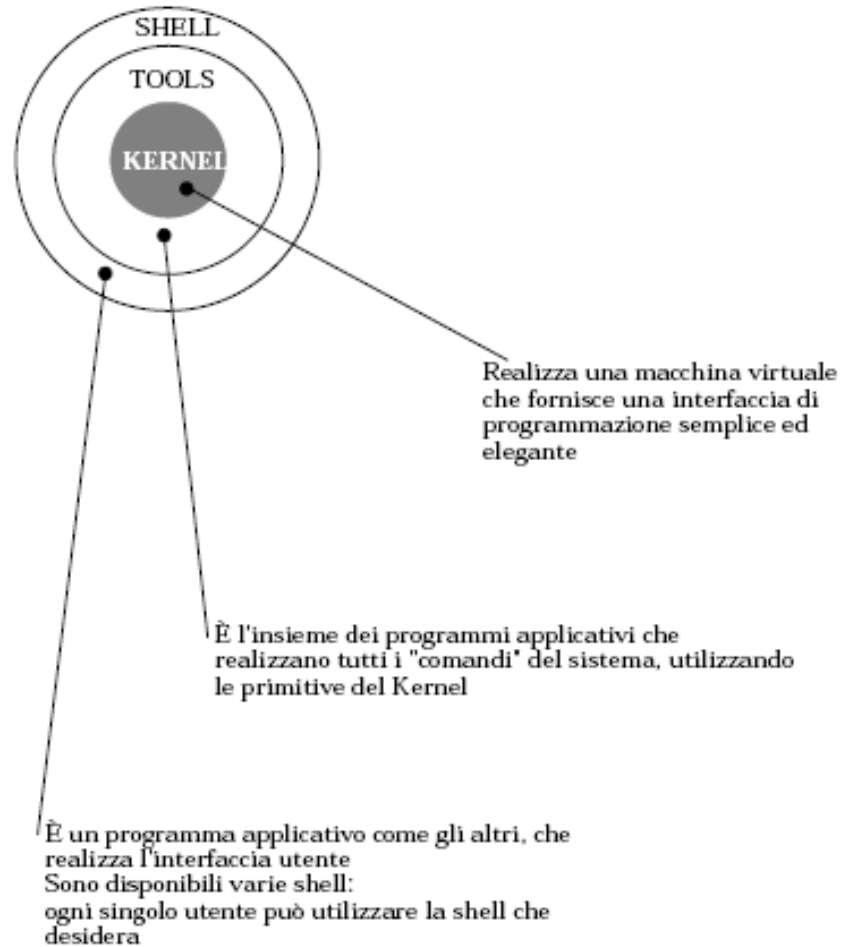 SHELL
TOOLS
KERNEL
Realizza una macchina virtuale
che fornisce una interfaccia di
programmazione semplice ed
elegante
È l'insieme dei programmi applicativi che
realizzano tutti i "comandi" del sistema, utilizzando
le primitive del Kernel
È un programma applicativo come gli altri, che
realizza l'interfaccia utente
Sono disponibili varie shell:
ogni singolo utente può utilizzare la shell che
desidera